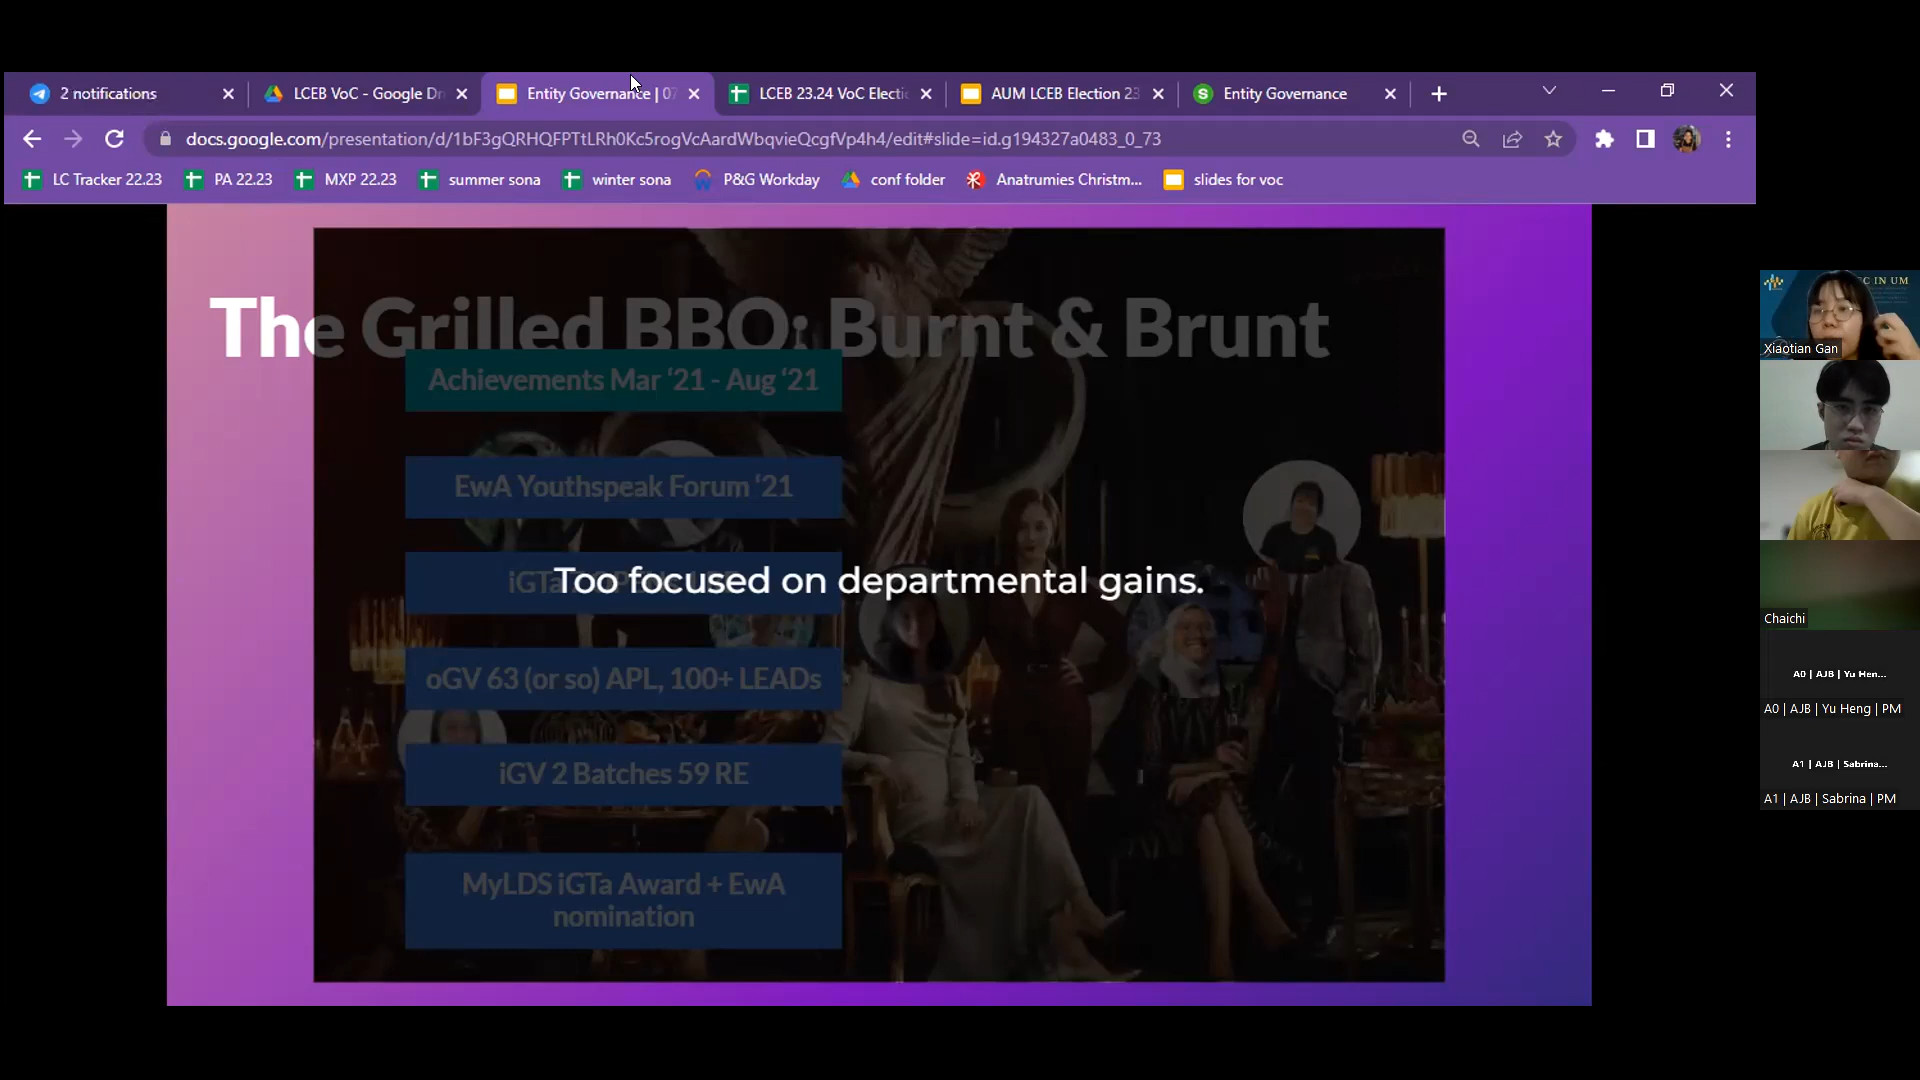 2 notifications
LCEB VoC - Google Dr
Entity Governance | 07
LCEB 23.24 VoC Electi
AUM LCEB Election 23
Entity Governance
docs.google.com/presentation/d/1bF3gQRHQFPTtLRh0Kc5rogVcAardWbqvieQcgfVp4h4/edit#slide=id.g194327a0483_0_73
LC Tracker 22.23
PA 22.23
MXP 22.23
summer sona
winter sona
P&G Workday
conf folder
Anatrumies Christm...
slides for voc
The Grilled BBQ: Burnt & Brunt
Achievements Mar ‘21 - Aug ‘21
EwA Youthspeak Forum ‘21
Too focused on departmental gains.
oGV 63 (or so) APL, 100+ LEADs
iGV 2 Batches 59 RE
MyLDS iGTa Award + EwA
nomination
C IN UM
Xiaotian Gan
Chaichi
A0 | AJB | Yu Hen...
A0 | AJB | Yu Heng | PM
A1 | AJB | Sabrina...
A1 | AJB | Sabrina | PM